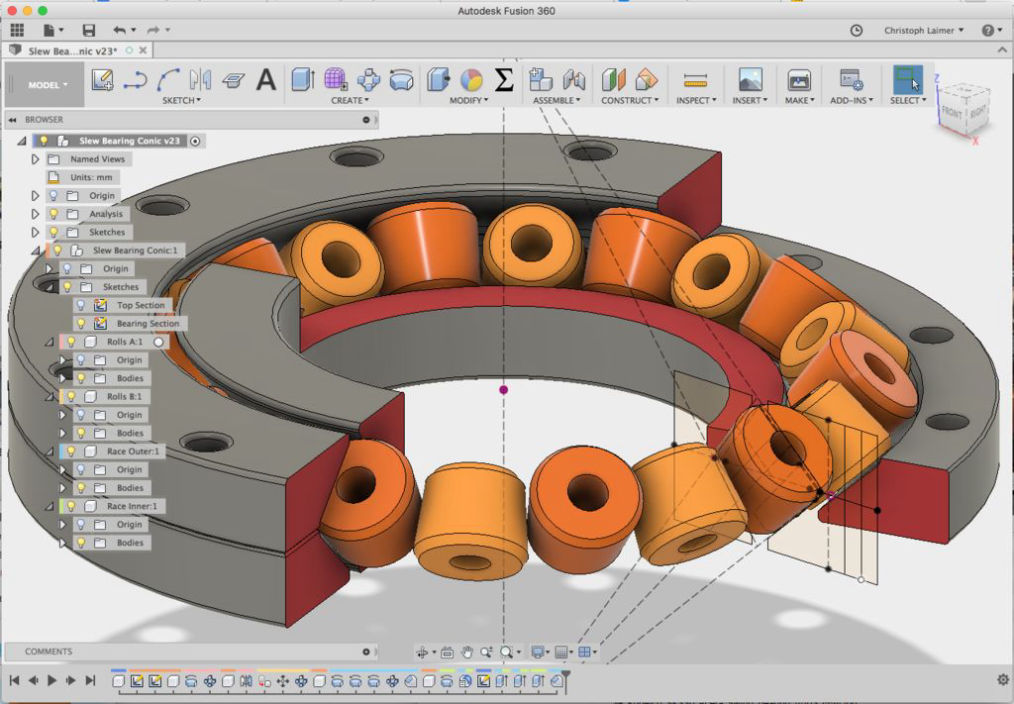 Autodesk Fusion 360
Christoph Laimer
Slew Bea...nic v23*
MODEL
SKETCH
CREATE
MODIFY
ASSEMBLE
CONSTRUCT
INSPECT
INSERT
MAKE
ADD-INS
SELECT
Z
FRONT
RIGHT
X
BROWSER
Slew Bearing Conic v23
Named Views
Units: mm
Origin
Analysis
Sketches
Slew Bearing Conic:1
Origin
Sketches
Top Section
Bearing Section
Rolls A:1
Origin
Bodies
Rolls B:1
Origin
Bodies
Race Outer:1
Origin
Bodies
Race Inner:1
Origin
Bodies
COMMENTS